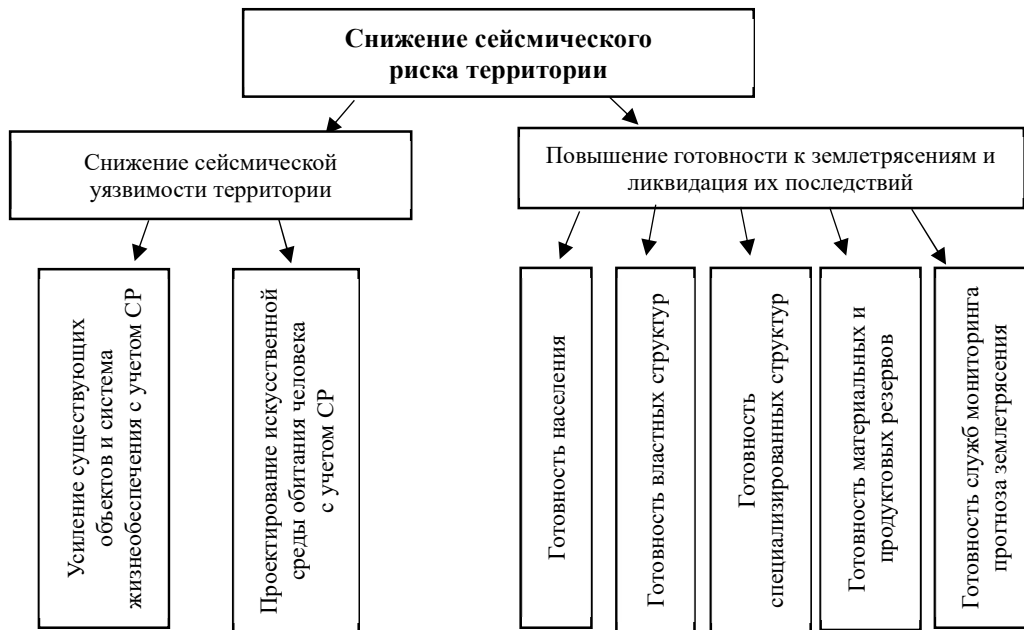 Снижение сейсмического
риска территории
Снижение сейсмической
уязвимости территории
Повышение готовности к землетрясениям и
ликвидация их последствий
Усиление существующих
объектов и система
жизнеобеспечения с учетом СР
Проектирование искусственной
среды обитания человека
с учетом СР
Готовность населения
Готовность властных структур
Готовность
специализированных структур
Готовность материальных и
продуктовых резервов
Готовность служб мониторинга
прогноза землетрясения